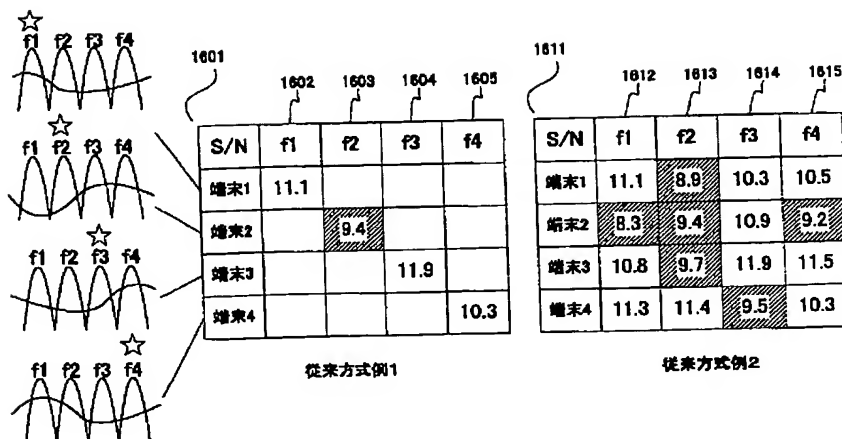 f1 f2 f3 f4
f1 f2 f3 f4
f1 f2 f3 f4
f1 f2 f3 f4
1601
1602 1603 1604 1605
S/N f1 f2 f3 f4
端末1 11.1
端末2 9.4
端末3 11.9
端末4 10.3
従来方式例1
1611
1612 1613 1614 1615
S/N f1 f2 f3 f4
端末1 11.1 8.9 10.3 10.5
端末2 8.3 9.4 10.9 9.2
端末3 10.8 9.7 11.9 11.5
端末4 11.3 11.4 9.5 10.3
従来方式例2